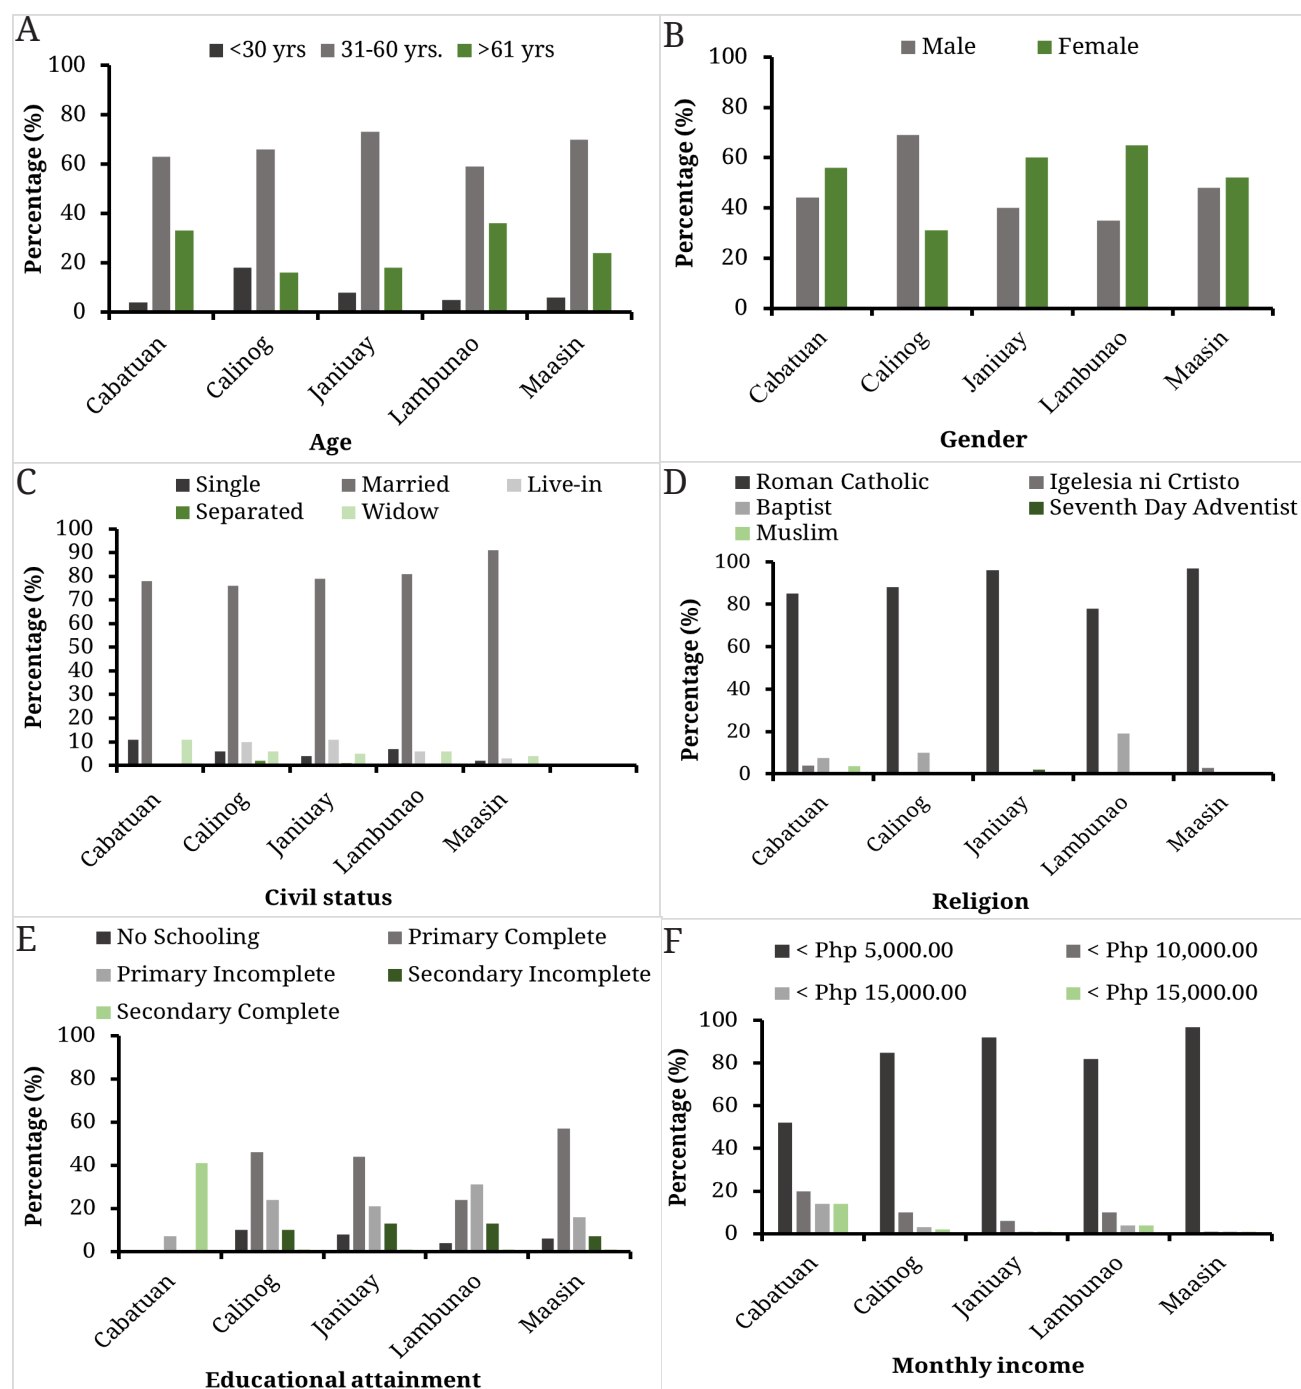 A
<30 yrs 31-60 yrs. >61 yrs
Percentage (%)
100
80
60
40
20
0
Cabatuan Calinog Janiuay Lambunao Maasin
Age
B
Male Female
Percentage (%)
100
80
60
40
20
0
Cabatuan Calinog Janiuay Lambunao Maasin
Gender
C
Single Married Live-in
Separated Widow
Percentage (%)
100
90
80
70
60
50
40
30
20
10
0
Cabatuan Calinog Janiuay Lambunao Maasin
Civil status
D
Roman Catholic Igelesia ni Crtisto
Baptist Seventh Day Adventist
Muslim
Percentage (%)
100
80
60
40
20
0
Cabatuan Calinog Janiuay Lambunao Maasin
Religion
E
No Schooling Primary Complete
Primary Incomplete Secondary Incomplete
Secondary Complete
Percentage (%)
100
80
60
40
20
0
Cabatuan Calinog Janiuay Lambunao Maasin
Educational attainment
F
< Php 5,000.00 < Php 10,000.00
< Php 15,000.00 < Php 15,000.00
Percentage (%)
100
80
60
40
20
0
Cabatuan Calinog Janiuay Lambunao Maasin
Monthly income